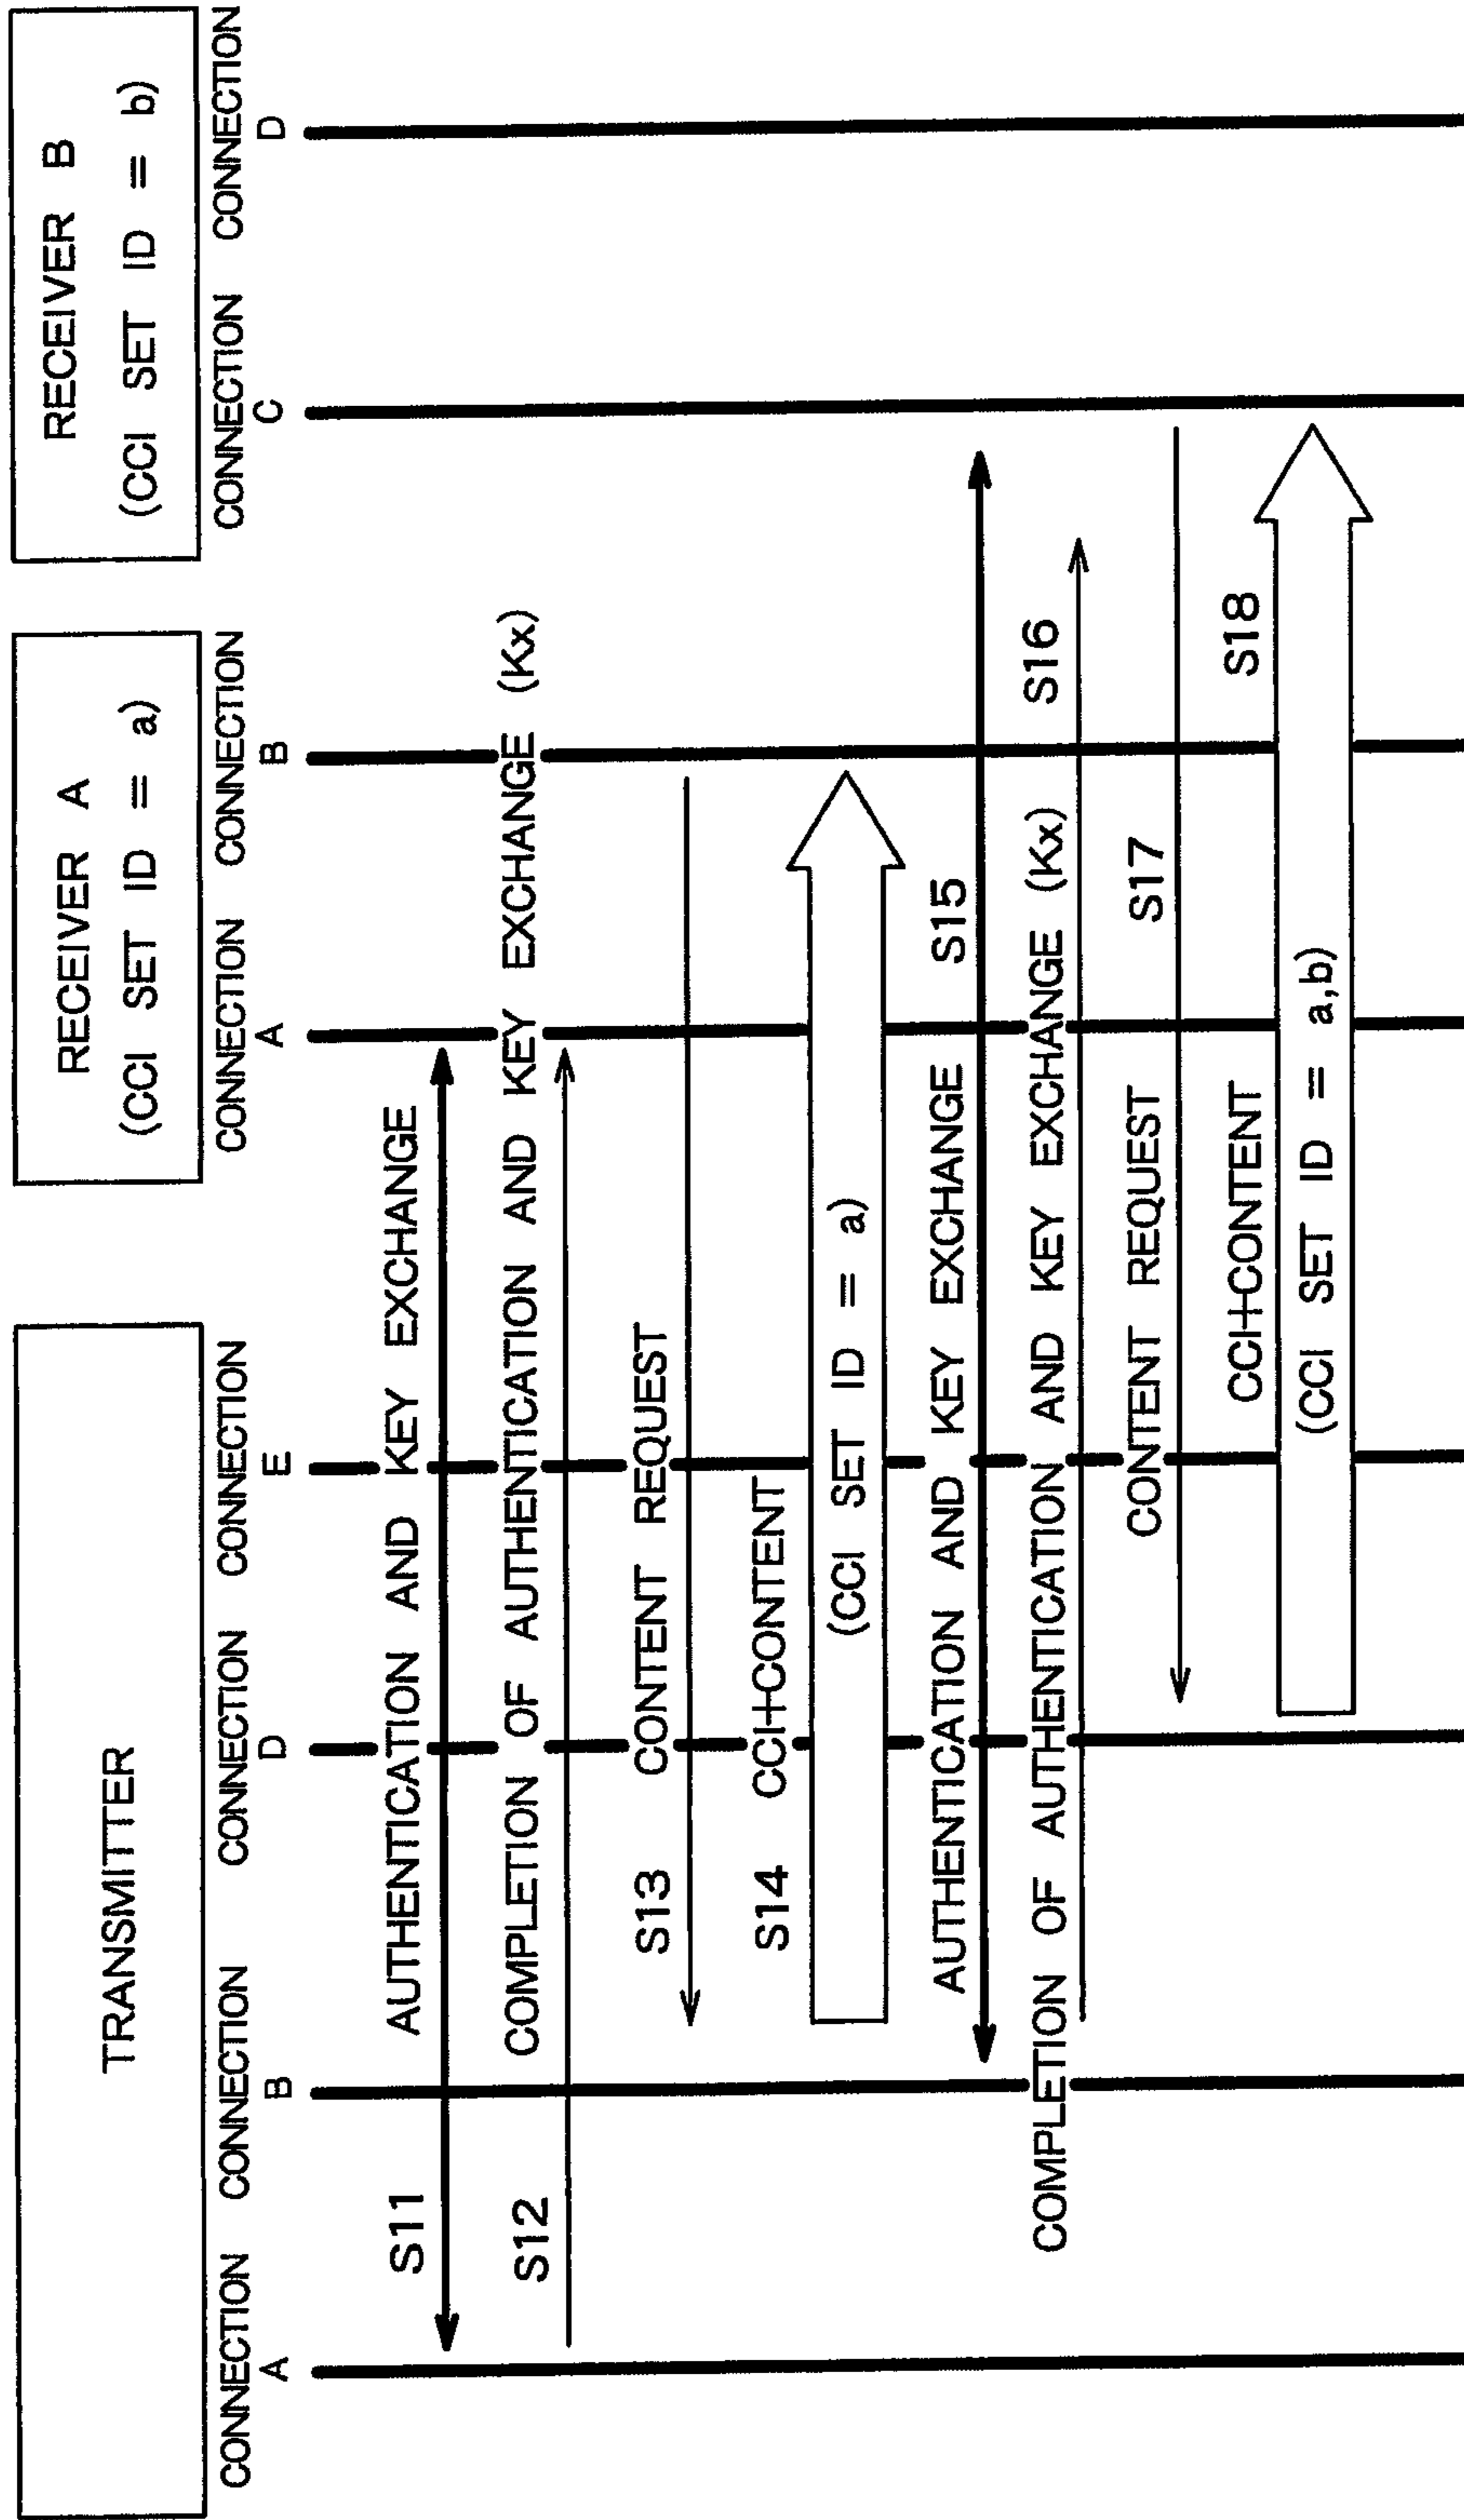 TRANSMITTER
RECEIVER A
(CCI SET ID = a)
RECEIVER B
(CCI SET ID = b)
CONNECTION A
CONNECTION B
CONNECTION D
CONNECTION E
CONNECTION A
CONNECTION B
CONNECTION C
CONNECTION D
S11
AUTHENTICATION AND KEY EXCHANGE
S12
COMPLETION OF AUTHENTICATION AND KEY EXCHANGE (Kx)
S13 CONTENT REQUEST
S14 CCI+CONTENT
(CCI SET ID = a)
AUTHENTICATION AND KEY EXCHANGE S15
COMPLETION OF AUTHENTICATION AND KEY EXCHANGE (Kx) S16
CONTENT REQUEST S17
CCI+CONTENT S18
(CCI SET ID = a,b)